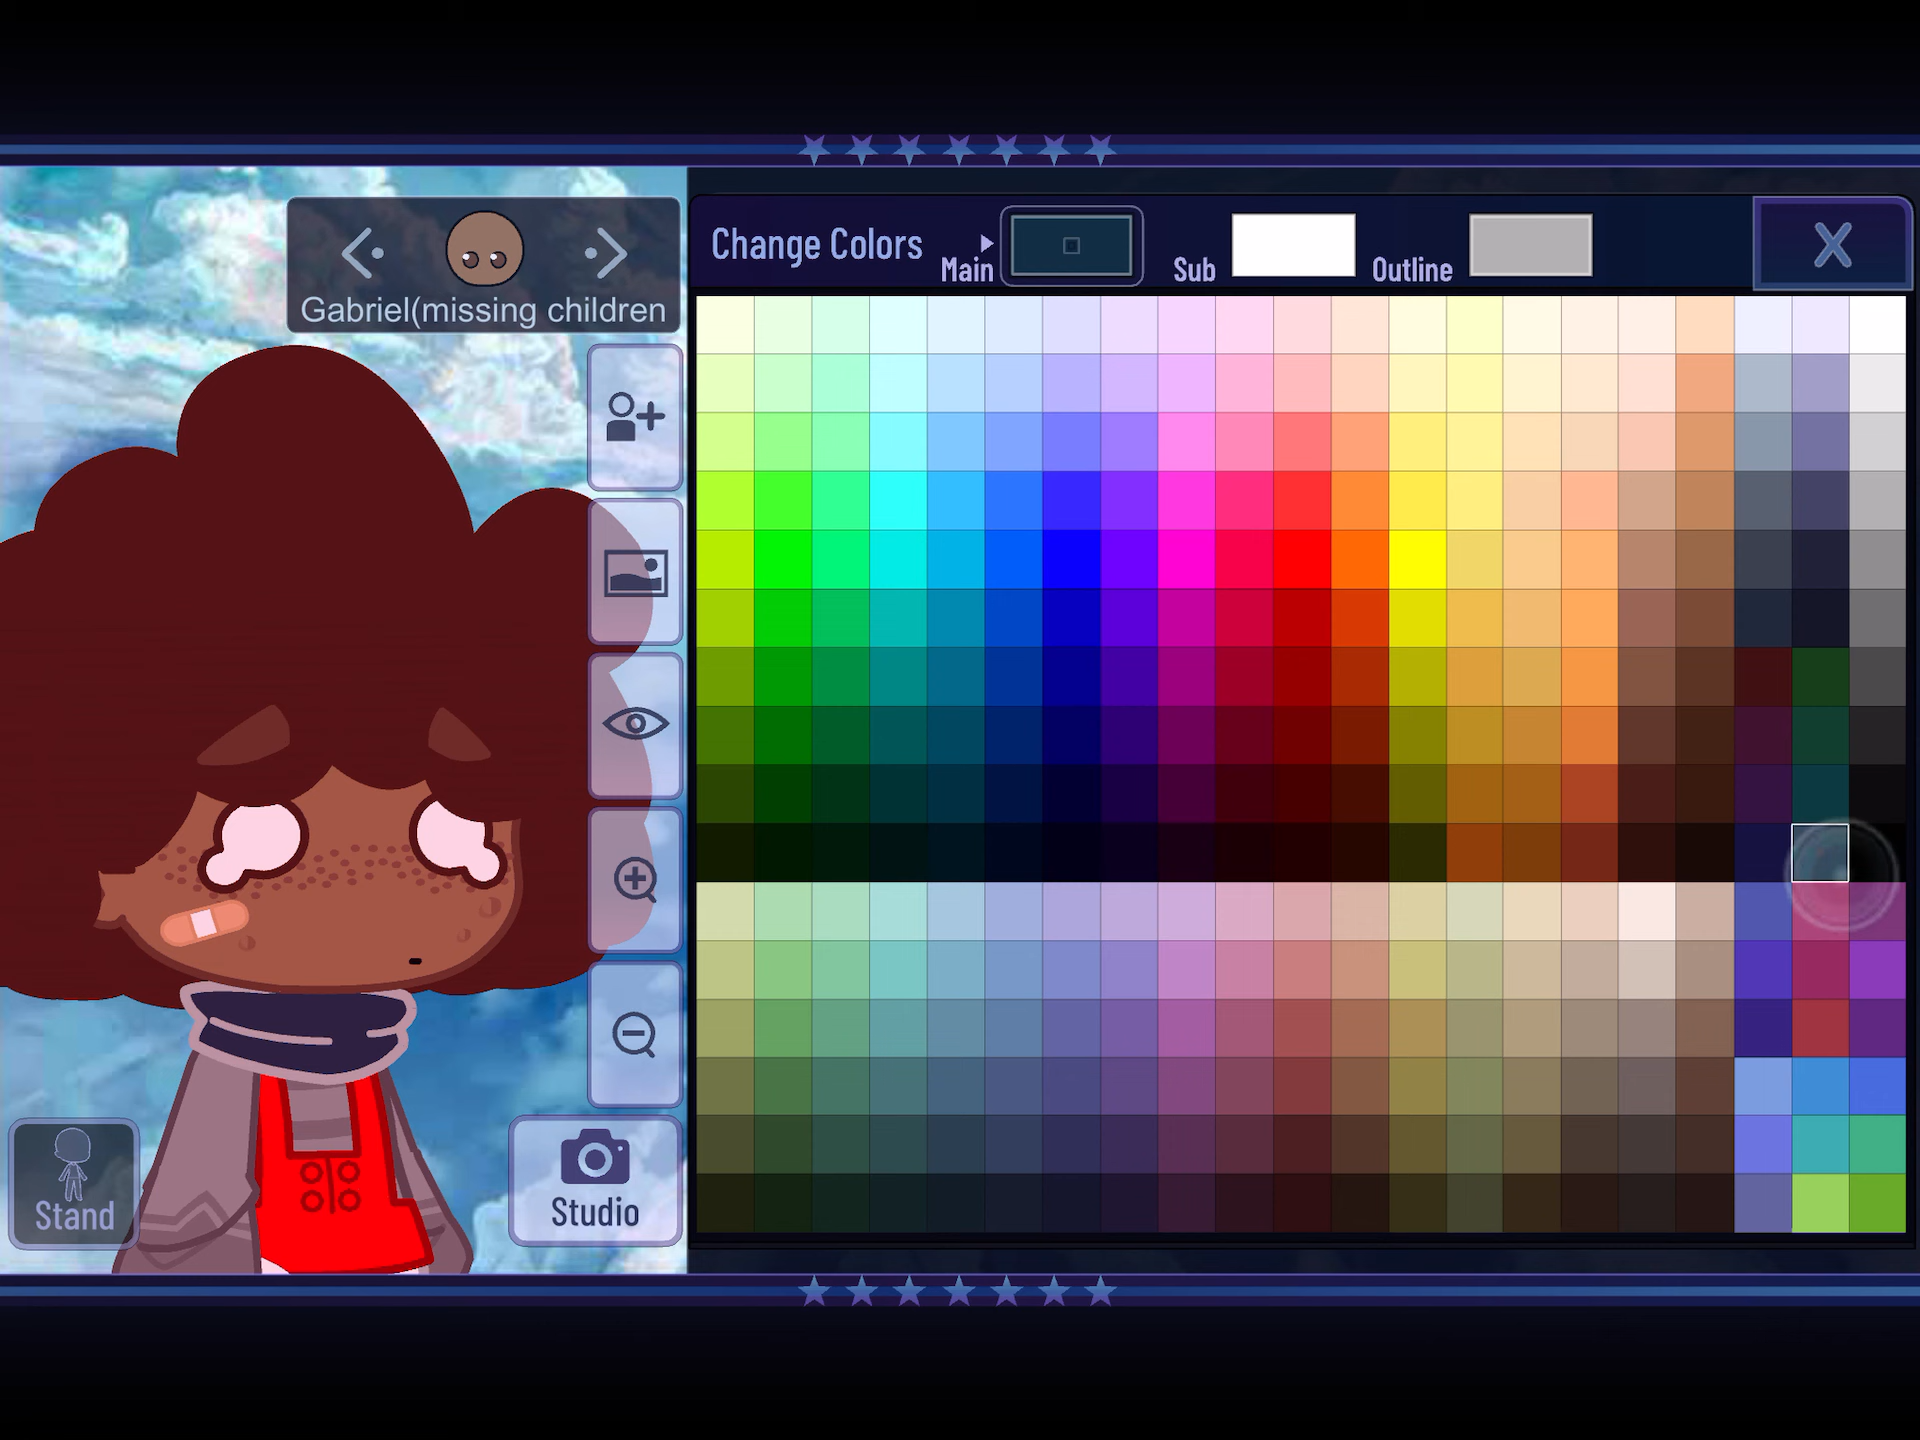 Change Colors
Main
Sub
Outline
X
Gabriel(missing children
Stand
Studio